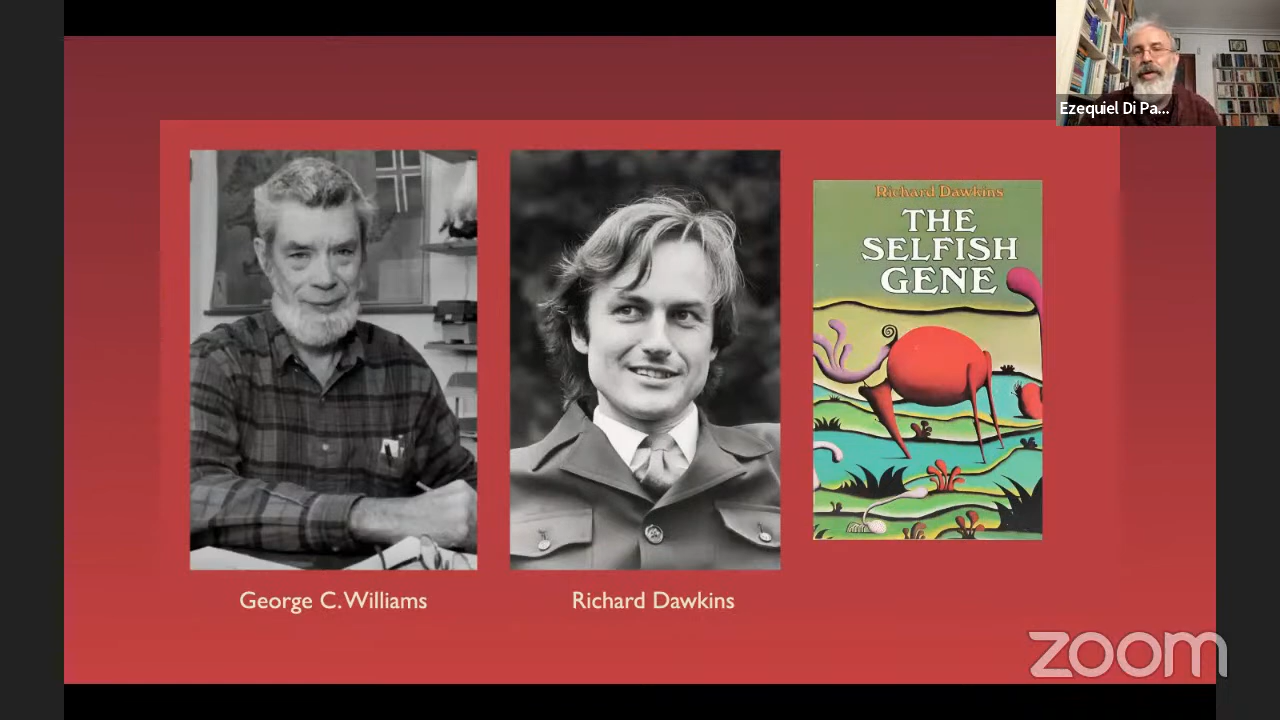 Ezequiel Di Pa...
Richard Dawkins
THE
SELFISH
GENE
George C. Williams
Richard Dawkins
zoom